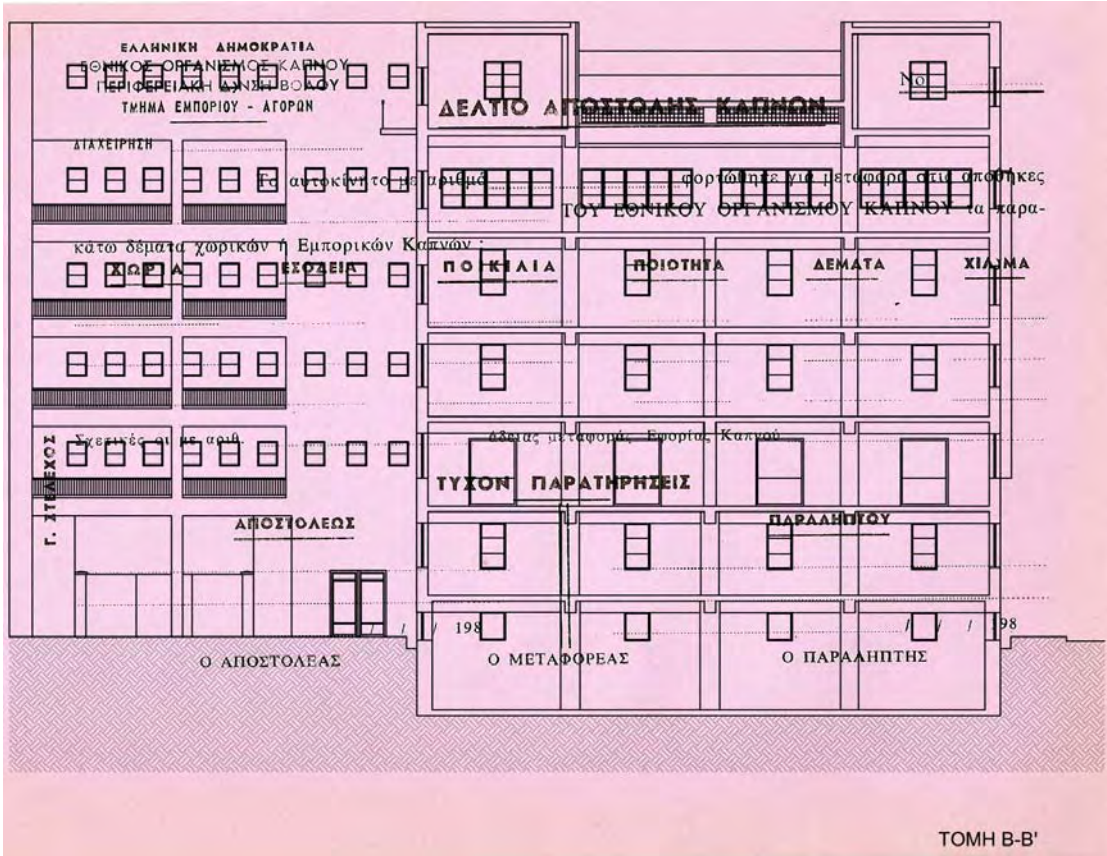 ΕΛΛΗΝΙΚΗ ΔΗΜΟΚΡΑΤΙΑ
ΕΘΝΙΚΟΣ ΟΡΓΑΝΙΣΜΟΣ ΚΑΠΝΟΥ
ΠΕΡΙΦΕΡΕΙΑΚΗ Δ)ΝΣΗ ΒΟΛΟΥ
ΤΜΗΜΑ ΕΜΠΟΡΙΟΥ - ΑΓΟΡΩΝ
Νο
ΔΕΛΤΙΟ ΑΠΟΣΤΟΛΗΣ ΚΑΠΝΩΝ
ΔΙΑΧΕΙΡΗΣΗ
Το αυτοκίνητο με αριθμό φορτώθηκε για μεταφορά στις αποθήκες
ΤΟΥ ΕΘΝΙΚΟΥ ΟΡΓΑΝΙΣΜΟΥ ΚΑΠΝΟΥ τα παρα-
κάτω δέματα χωρικών ή Εμπορικών Καπνών :
ΧΩΡΙΑ ΕΣΟΔΕΙΑ ΠΟΙΚΙΛΙΑ ΠΟΙΟΤΗΤΑ ΔΕΜΑΤΑ ΧΙΛ)ΜΑ
Σχετικές οι με αριθ. άδειας μεταφοράς Εφορίας Καπνού
Γ. ΣΤΕΛΕΧΟΣ
ΤΥΧΟΝ ΠΑΡΑΤΗΡΗΣΕΙΣ
ΑΠΟΣΤΟΛΕΩΣ ΠΑΡΑΛΗΠΤΟΥ
/ / / 198 / / / 198
Ο ΑΠΟΣΤΟΛΕΑΣ Ο ΜΕΤΑΦΟΡΕΑΣ Ο ΠΑΡΑΛΗΠΤΗΣ
ΤΟΜΗ Β-Β'